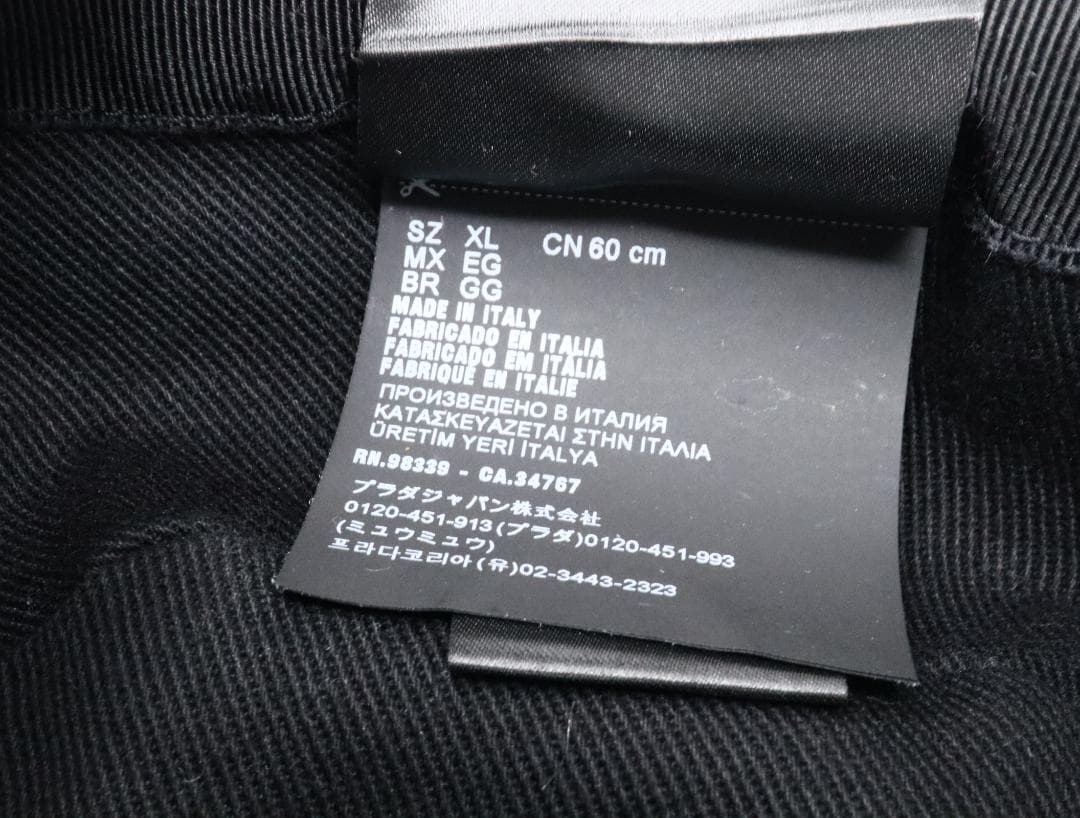 SZ XL CN 60 cm
MX EG
BR GG
MADE IN ITALY
FABRICADO EN ITALIA
FABRICADO EM ITALIA
FABRIQUÉ EN ITALIE
ПРОИЗВЕДЕНО В ИТАЛИЯ
ΚΑΤΑΣΚΕΥΑΖΕΤΑΙ ΣΤΗΝ ΙΤΑΛΙΑ
ÜRETİM YERİ İTALYA
RN.98339 - CA.34767
プラダジャパン株式会社
0120-451-913(プラダ)0120-451-993
(ミュウミュウ)
프라다코리아(유)02-3443-2323